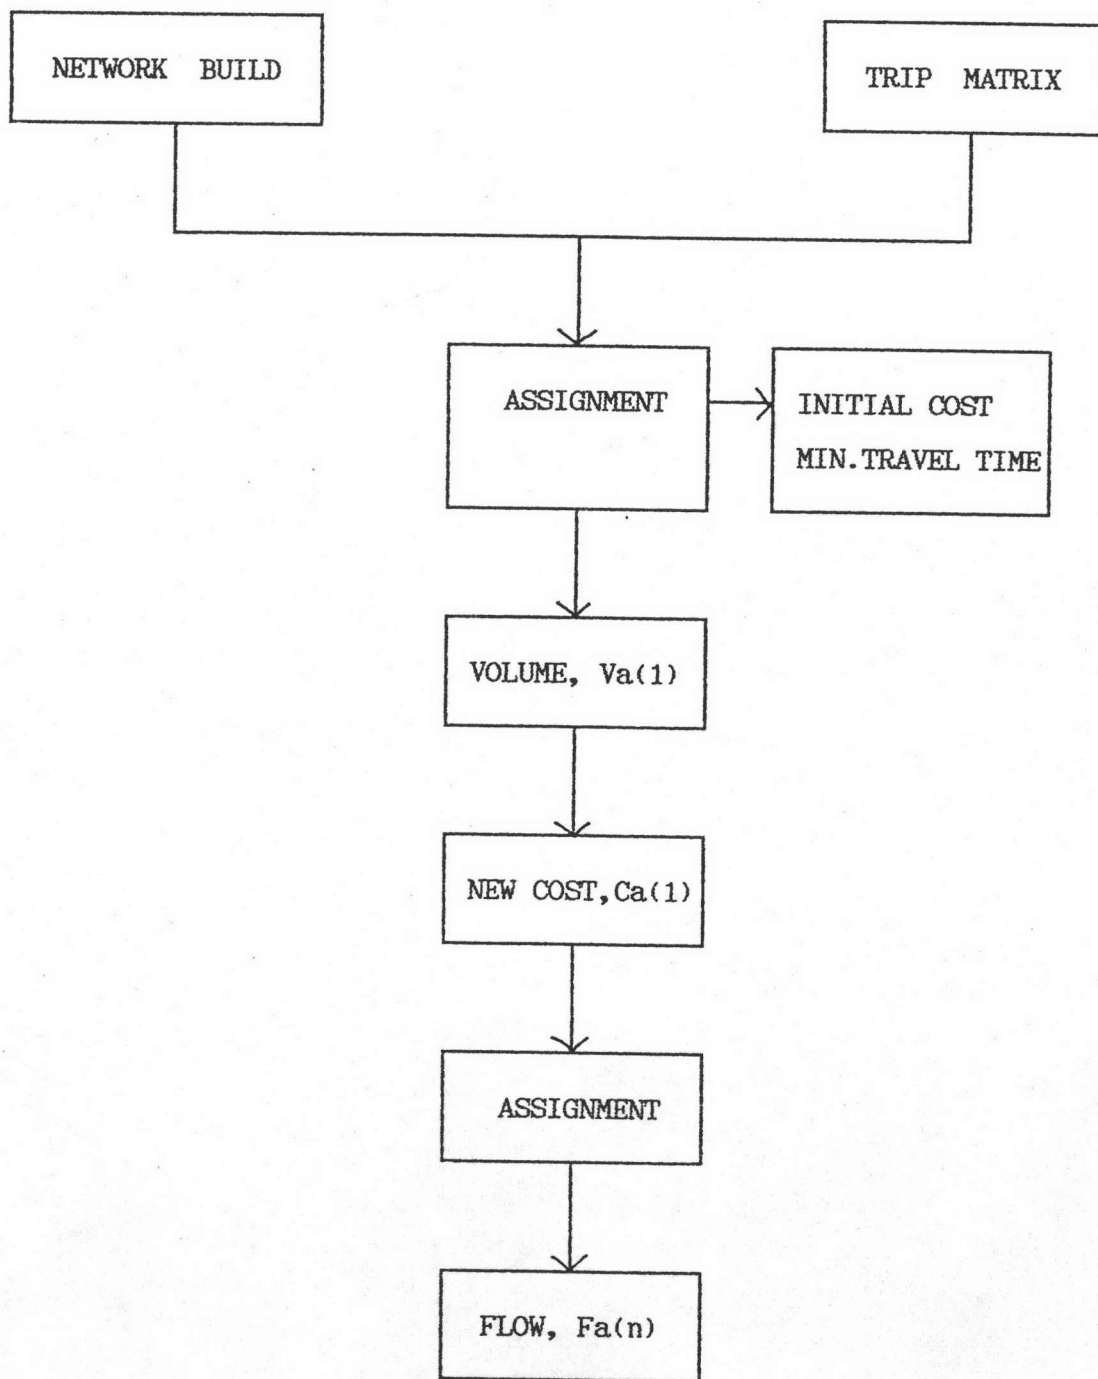 NETWORK BUILD
TRIP MATRIX
ASSIGNMENT
INITIAL COST
MIN.TRAVEL TIME
VOLUME, Va(1)
NEW COST,Ca(1)
ASSIGNMENT
FLOW, Fa(n)